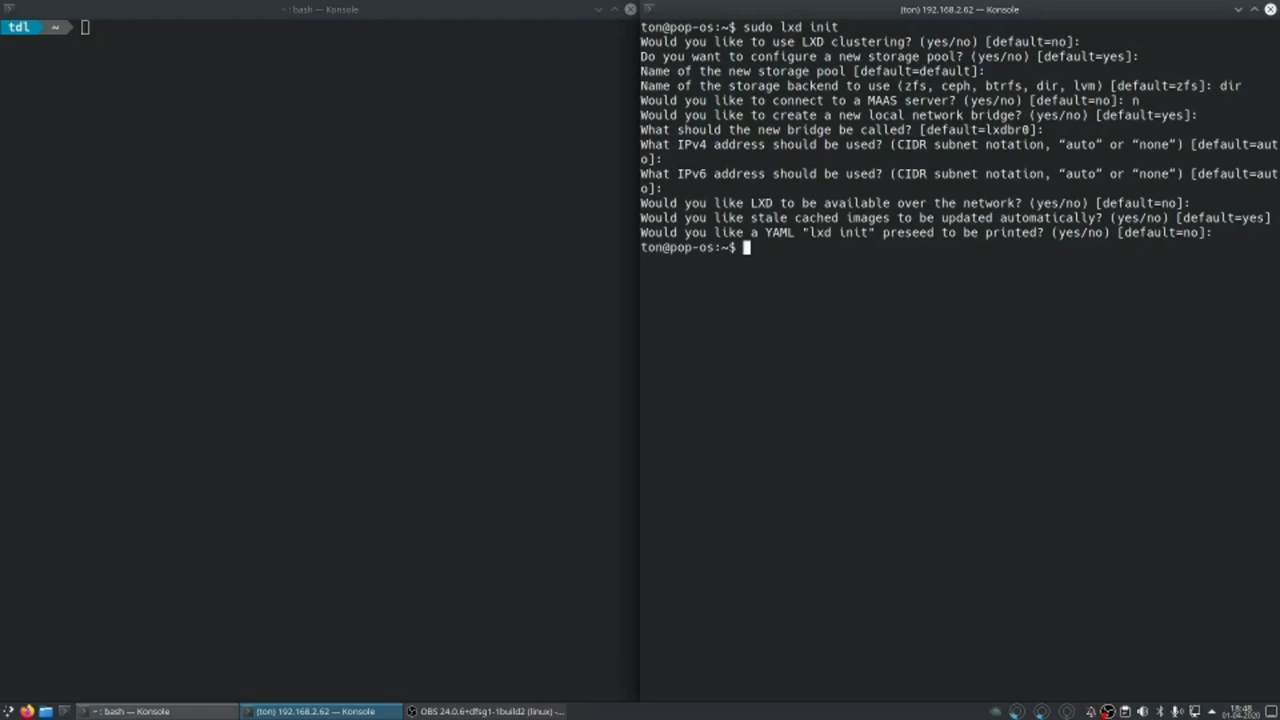 ~ : bash — Konsole
(ton) 192.168.2.62 — Konsole
tdl ~
ton@pop-os:~$ sudo lxd init
Would you like to use LXD clustering? (yes/no) [default=no]:
Do you want to configure a new storage pool? (yes/no) [default=yes]:
Name of the new storage pool [default=default]:
Name of the storage backend to use (zfs, ceph, btrfs, dir, lvm) [default=zfs]: dir
Would you like to connect to a MAAS server? (yes/no) [default=no]: n
Would you like to create a new local network bridge? (yes/no) [default=yes]:
What should the new bridge be called? [default=lxdbr0]:
What IPv4 address should be used? (CIDR subnet notation, “auto” or “none”) [default=aut
o]:
What IPv6 address should be used? (CIDR subnet notation, “auto” or “none”) [default=aut
o]:
Would you like LXD to be available over the network? (yes/no) [default=no]:
Would you like stale cached images to be updated automatically? (yes/no) [default=yes]
Would you like a YAML "lxd init" preseed to be printed? (yes/no) [default=no]:
ton@pop-os:~$
~ : bash — Konsole
(ton) 192.168.2.62 — Konsole
OBS 24.0.6+dfsg1-1build2 (linux) -...
18:48
01-04-2020